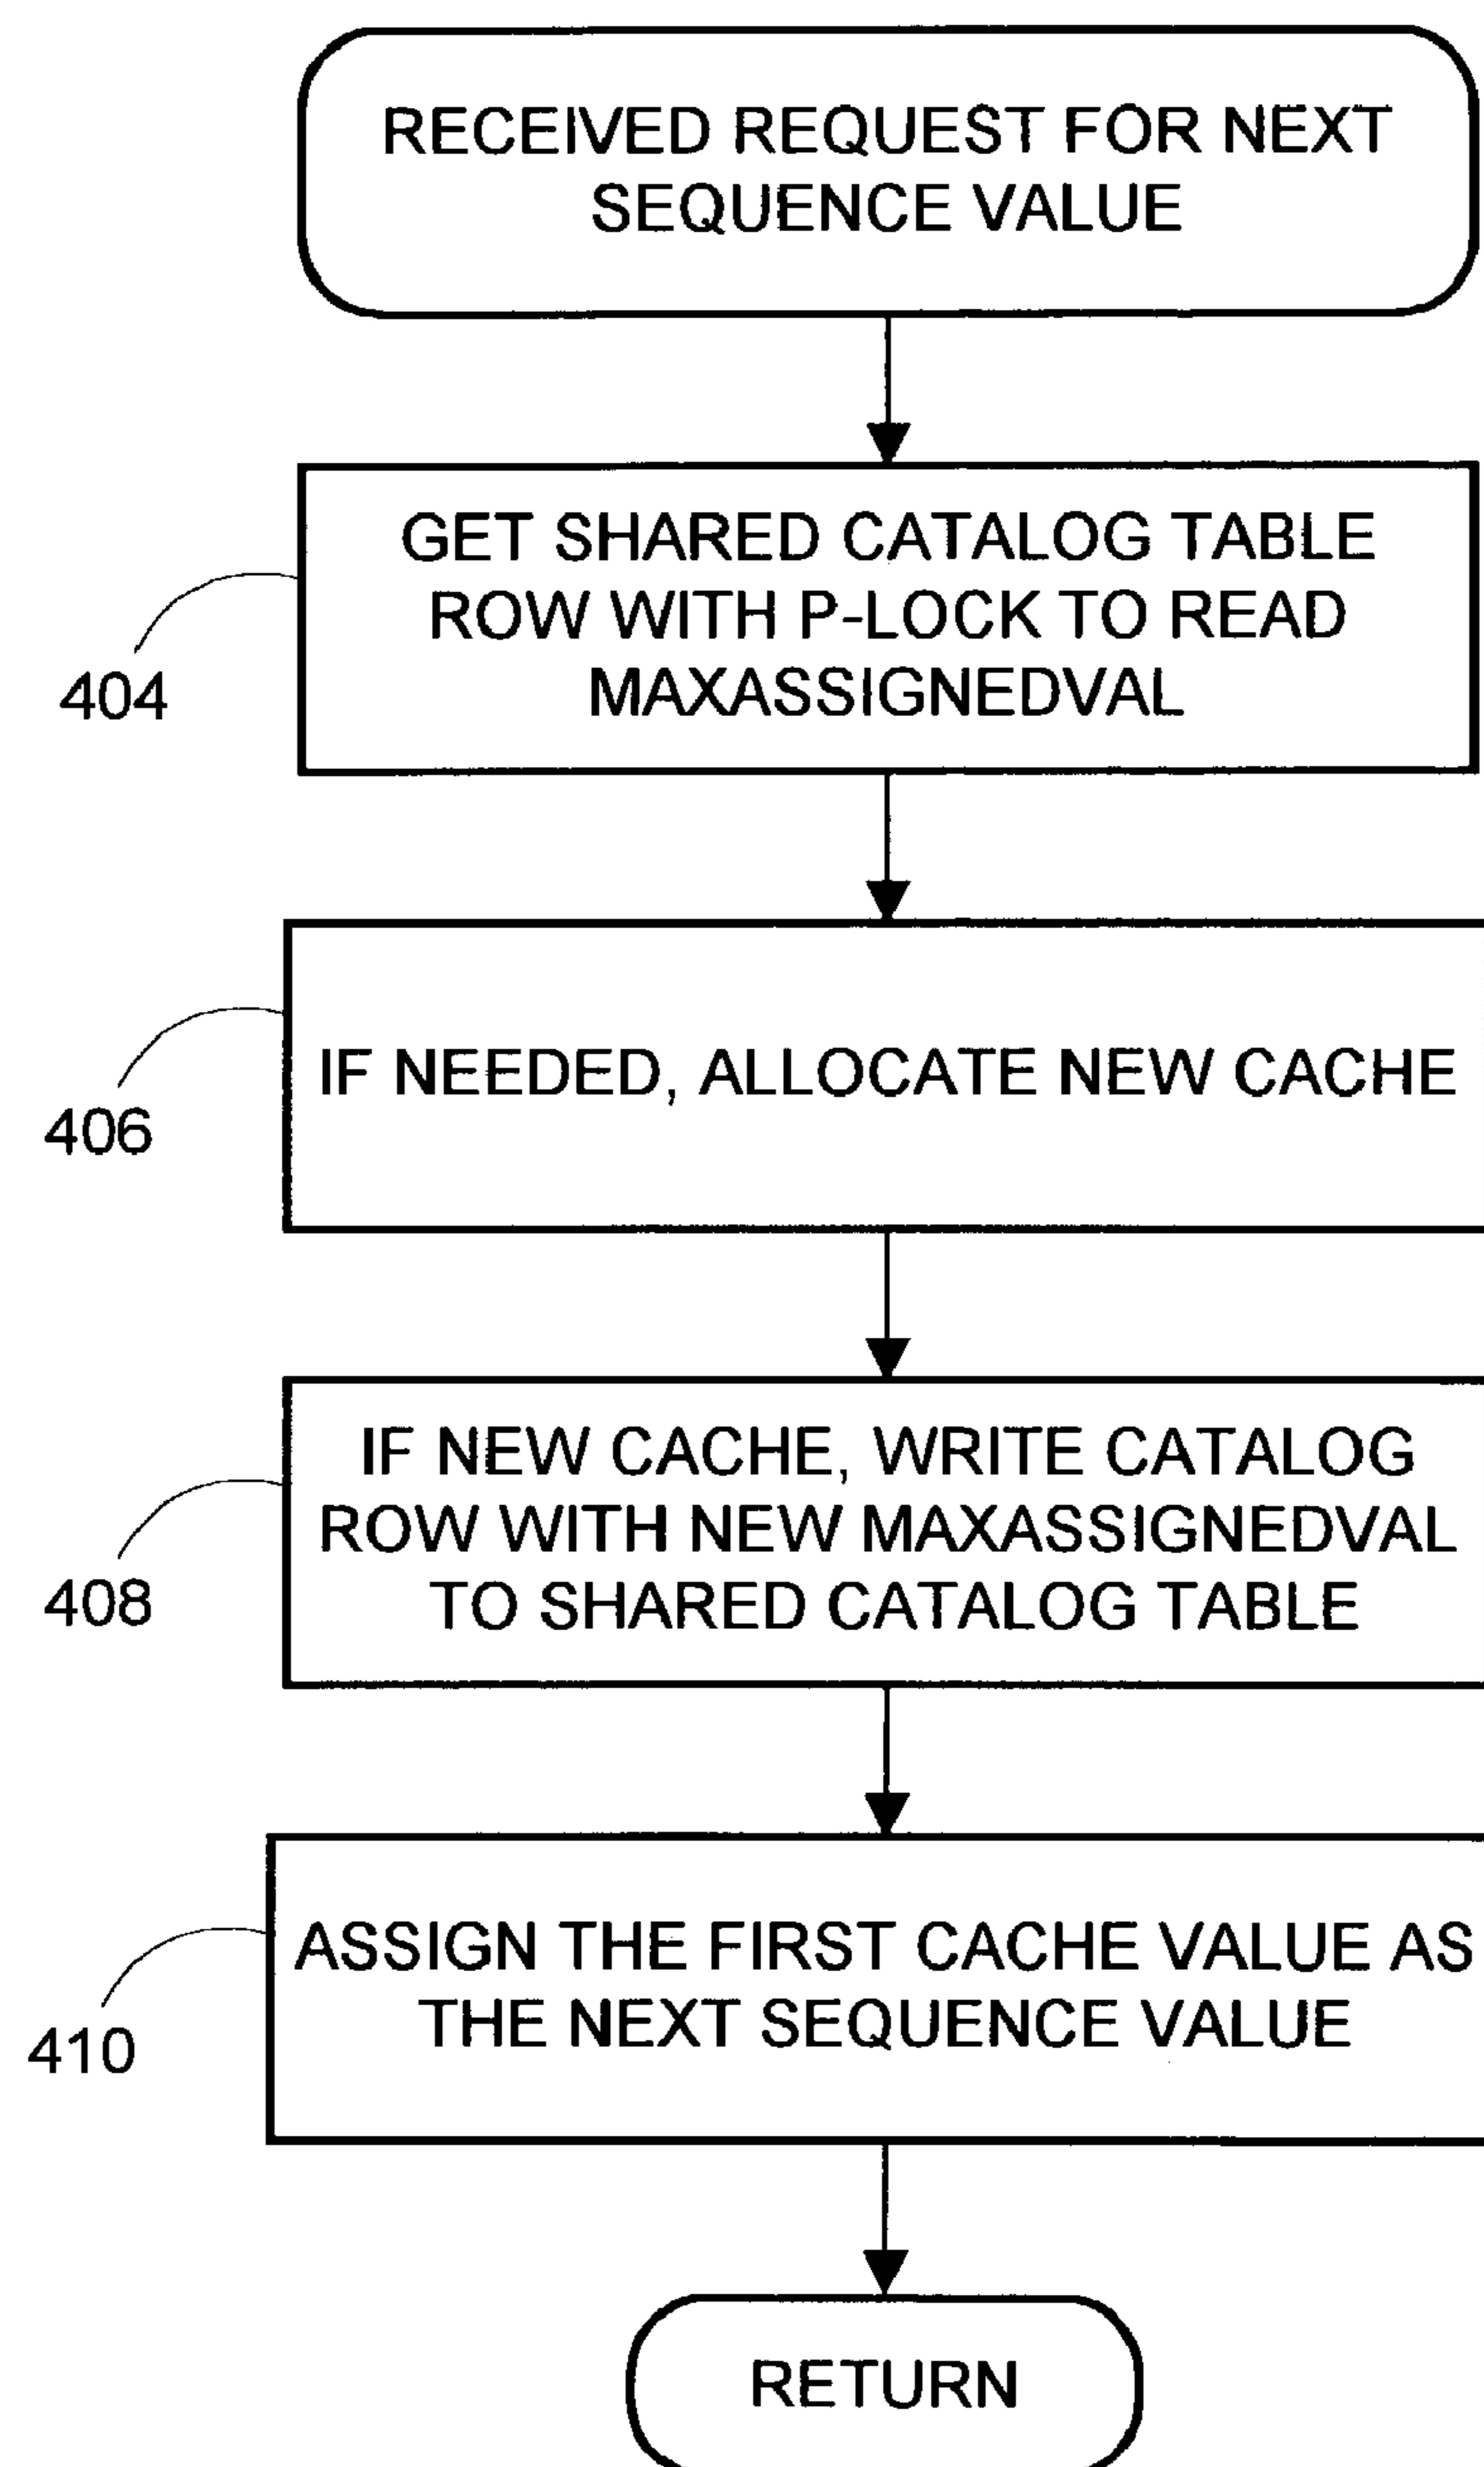 RECEIVED REQUEST FOR NEXT
SEQUENCE VALUE
GET SHARED CATALOG TABLE
ROW WITH P-LOCK TO READ
MAXASSIGNEDVAL
404
IF NEEDED, ALLOCATE NEW CACHE
406
IF NEW CACHE, WRITE CATALOG
ROW WITH NEW MAXASSIGNEDVAL
TO SHARED CATALOG TABLE
408
ASSIGN THE FIRST CACHE VALUE AS
THE NEXT SEQUENCE VALUE
410
RETURN